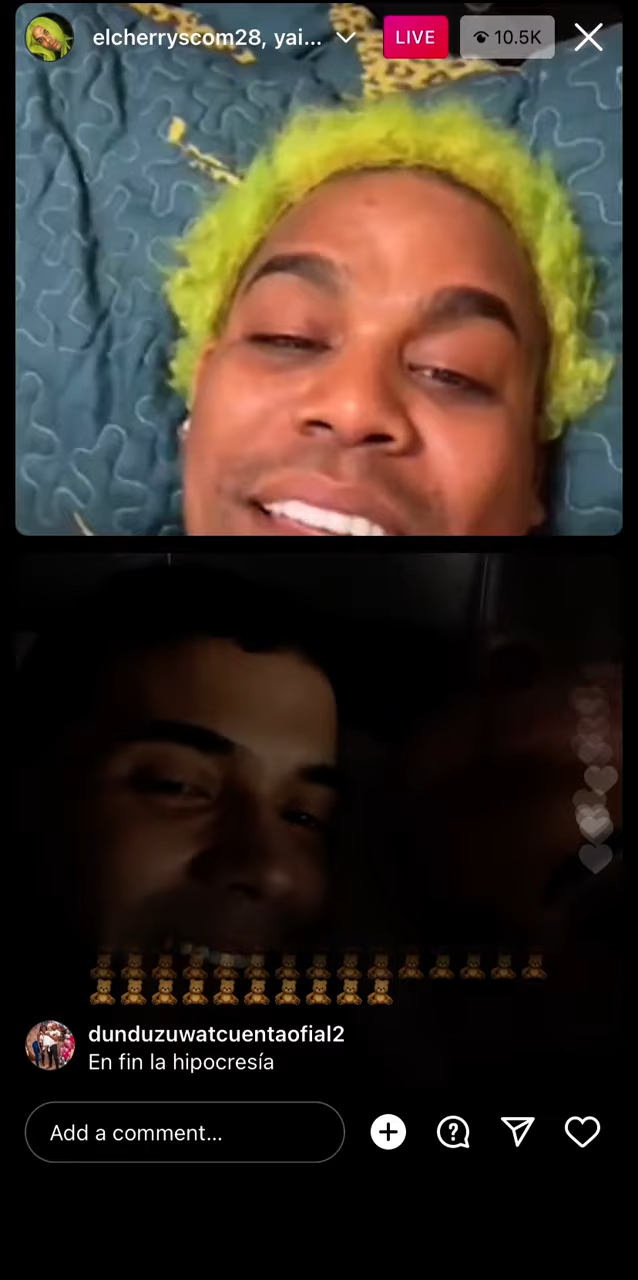 elcherryscom28, yai...
LIVE
10.5K
dunduzuwatcuentaofial2
En fin la hipocresía
Add a comment...